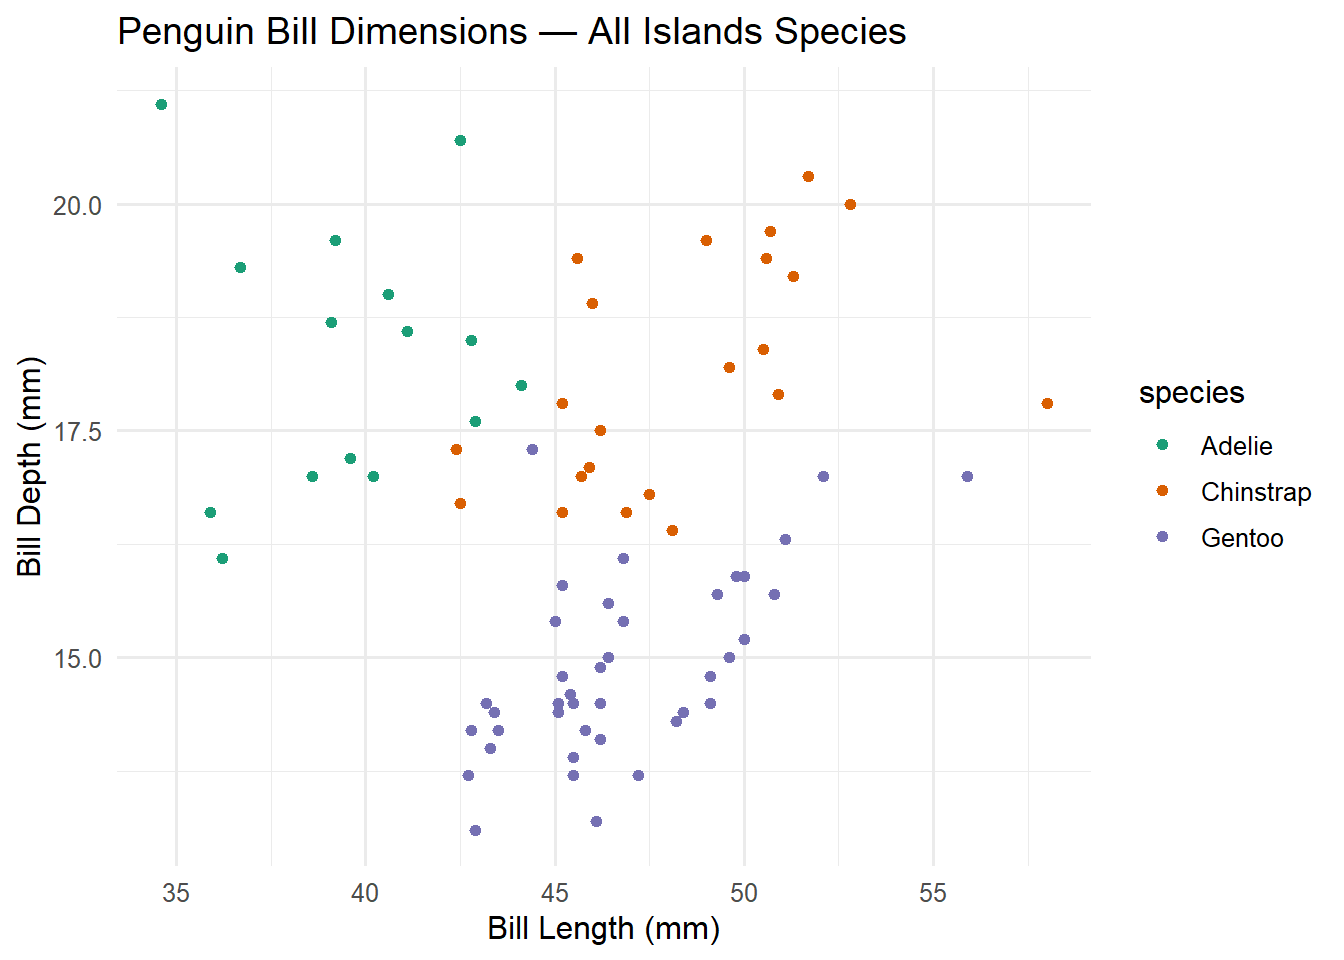 Penguin Bill Dimensions — All Islands Species
20.0
17.5
15.0
Bill Depth (mm)
35 40 45 50 55
Bill Length (mm)
species
Adelie
Chinstrap
Gentoo